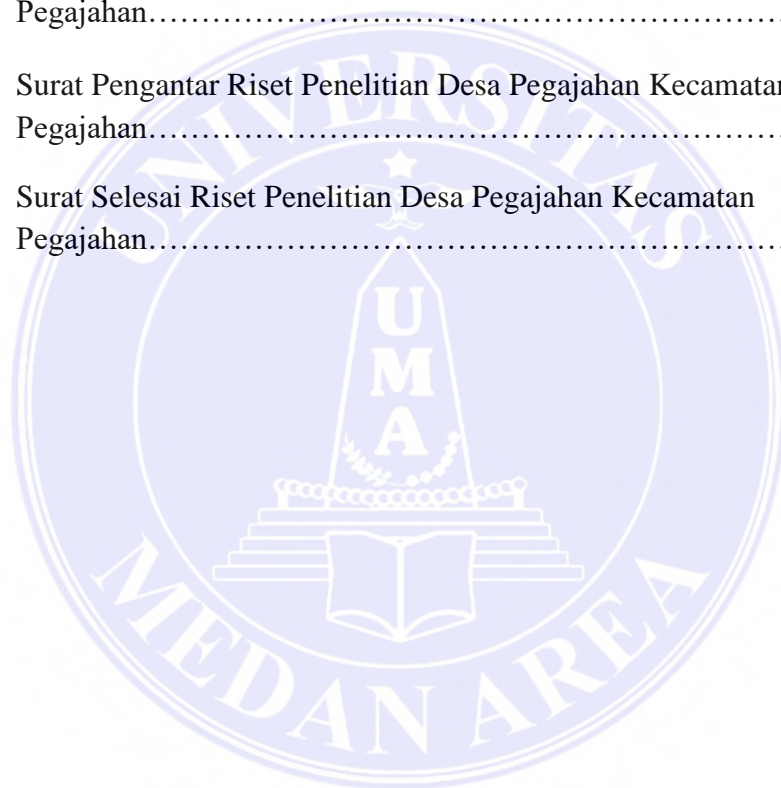 Pegajahan……………………………………………………………
Surat Pengantar Riset Penelitian Desa Pegajahan Kecamatan
Pegajahan……………………………………………………………
Surat Selesai Riset Penelitian Desa Pegajahan Kecamatan
Pegajahan……………………………………………………………
UNIVERSITAS
U
M
A
MEDAN AREA